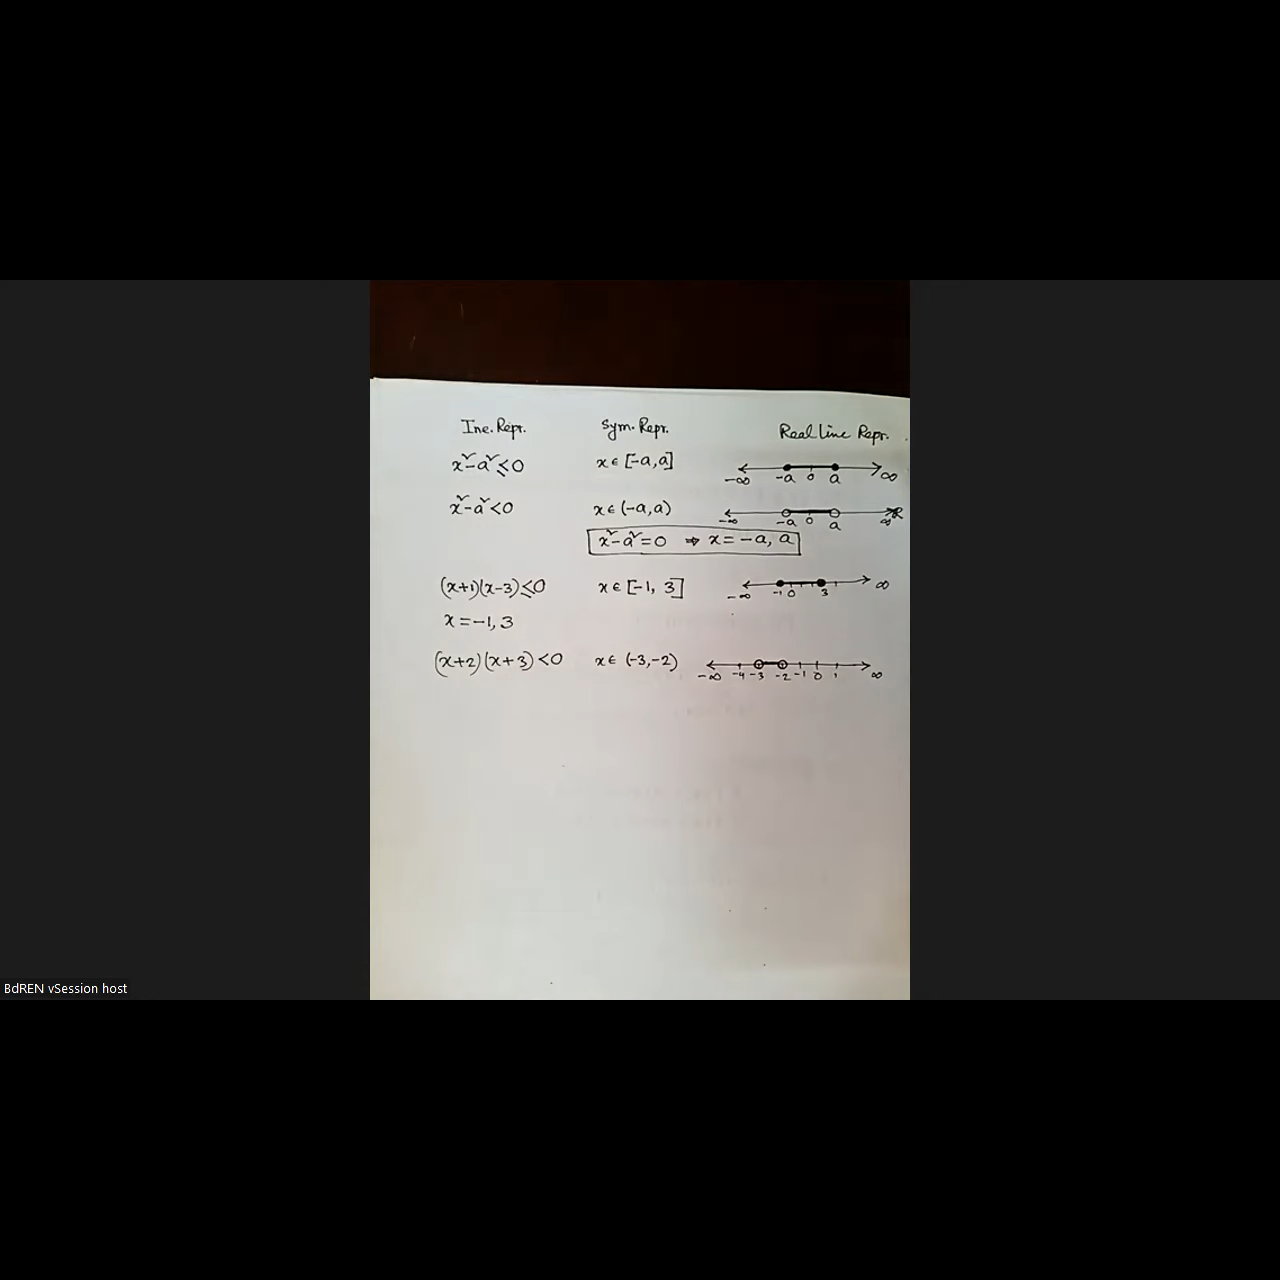 Ine. Repr. Sym. Repr. Real Line Repr.
x²-a²≤0 x∈[-a,a] -∞ -a 0 a ∞
x²-a²<0 x∈(-a,a) -∞ -a 0 a ∞
x²-a²=0 ⇒ x=-a, a
(x+1)(x-3)≤0 x∈[-1, 3] -∞ -1 0 3 ∞
x=-1,3
(x+2)(x+3)<0 x∈(-3,-2) -∞ -4 -3 -2 -1 0 1 ∞
BdREN vSession host